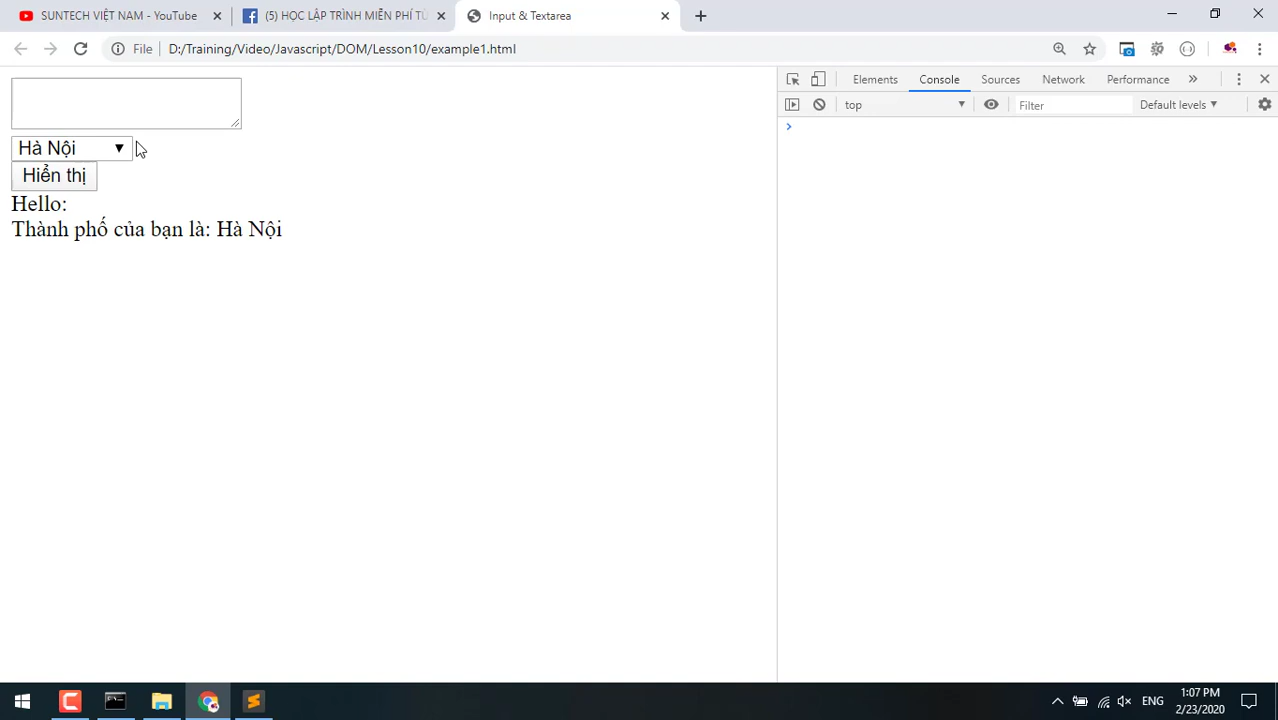 SUNTECH VIỆT NAM - YouTube
(5) HỌC LẬP TRÌNH MIỄN PHÍ TỪ
Input & Textarea
File
D:/Training/Video/Javascript/DOM/Lesson10/example1.html
Elements
Console
Sources
Network
Performance
top
Filter
Default levels
Hà Nội
Hiển thị
Hello:
Thành phố của bạn là: Hà Nội
ENG
1:07 PM
2/23/2020